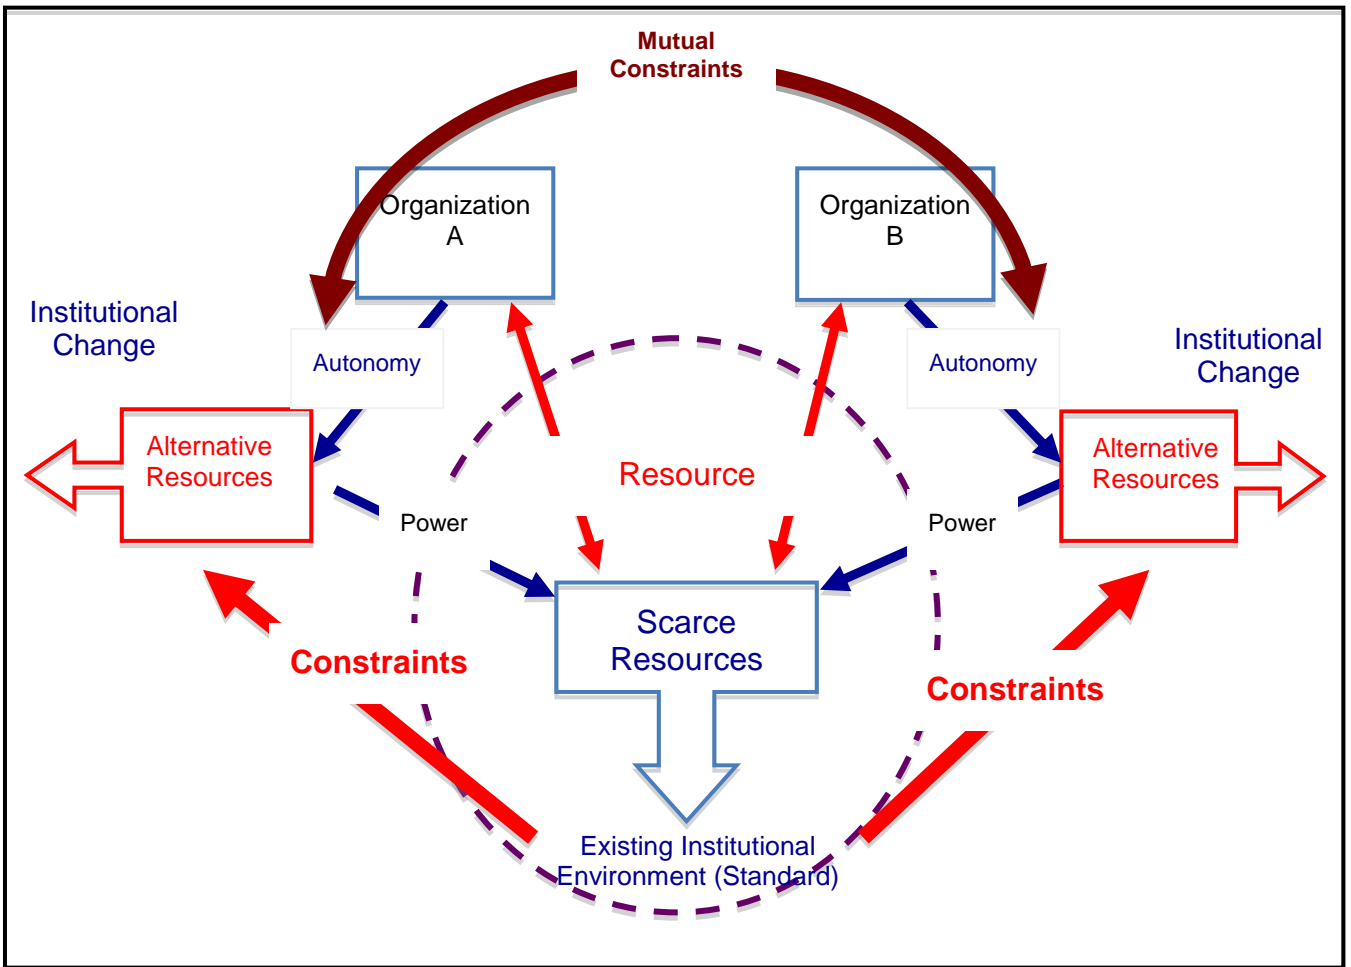 Mutual
Constraints
Organization
A
Organization
B
Institutional
Change
Institutional
Change
Autonomy
Autonomy
Alternative
Resources
Resource
Alternative
Resources
Power
Power
Scarce
Resources
Constraints
Constraints
Existing Institutional
Environment (Standard)